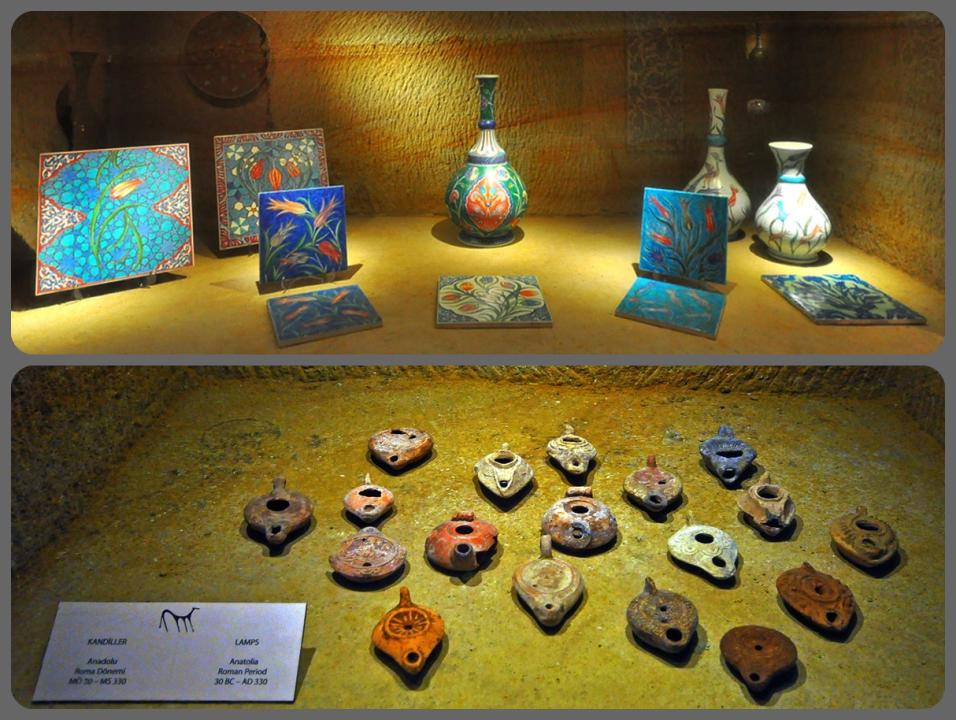 KANDİLLER LAMPS
Anadolu Anatolia
Roma Dönemi Roman Period
MÖ 30 – MS 330 30 BC – AD 330